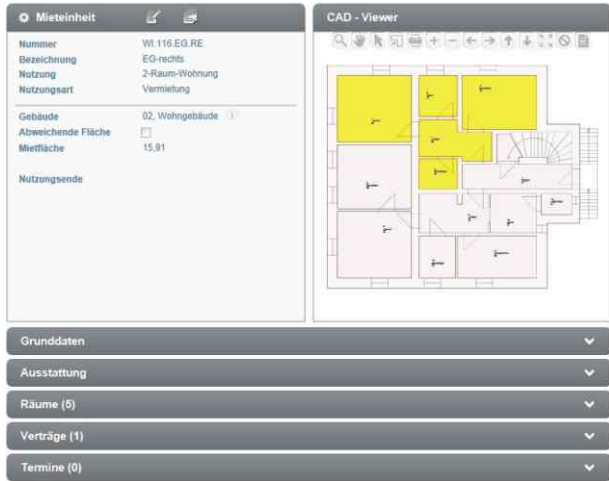 Mieteinheit
Nummer WI.116.EG.RE
Bezeichnung EG-rechts
Nutzung 2-Raum-Wohnung
Nutzungsart Vermietung
Gebäude 02, Wohngebäude
Abweichende Fläche
Mietfläche 15,91
Nutzungsende
CAD - Viewer
Grunddaten
Ausstattung
Räume (5)
Verträge (1)
Termine (0)